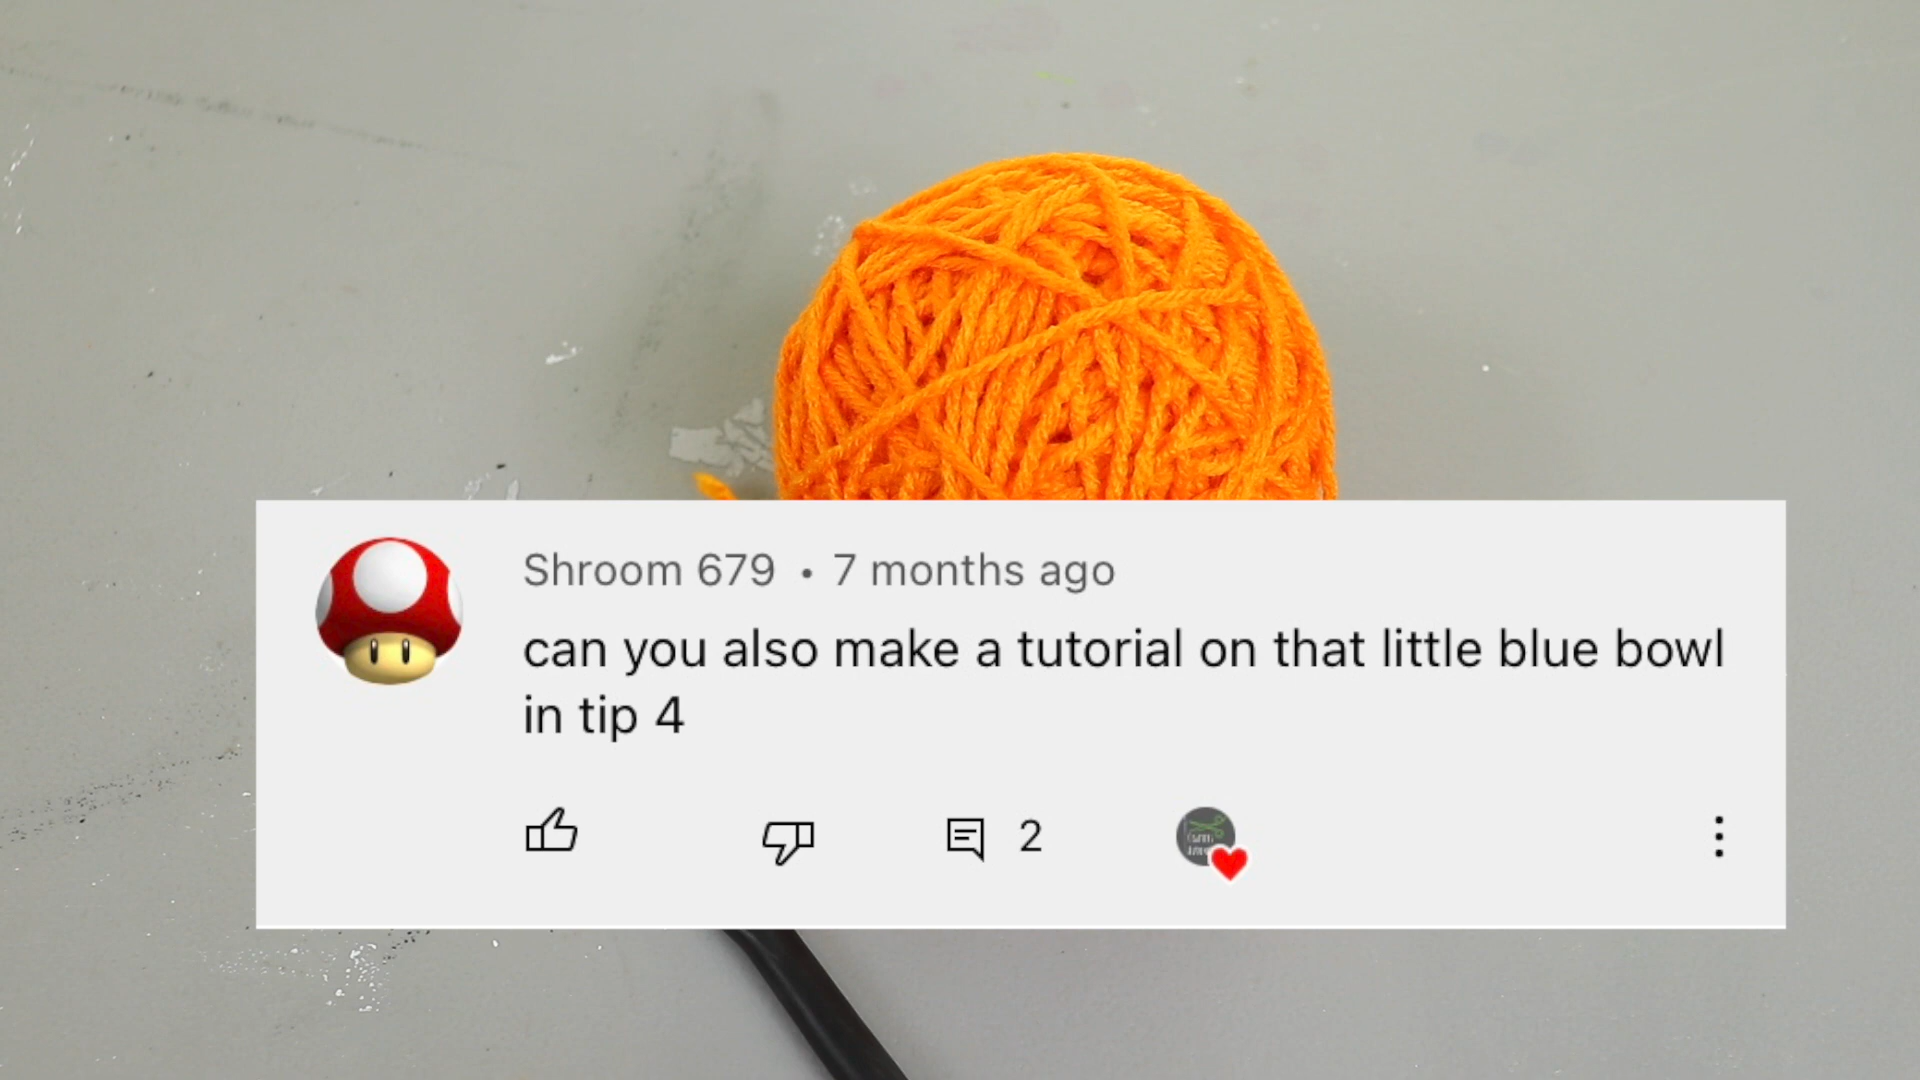 Shroom 679 • 7 months ago
can you also make a tutorial on that little blue bowl
in tip 4
2